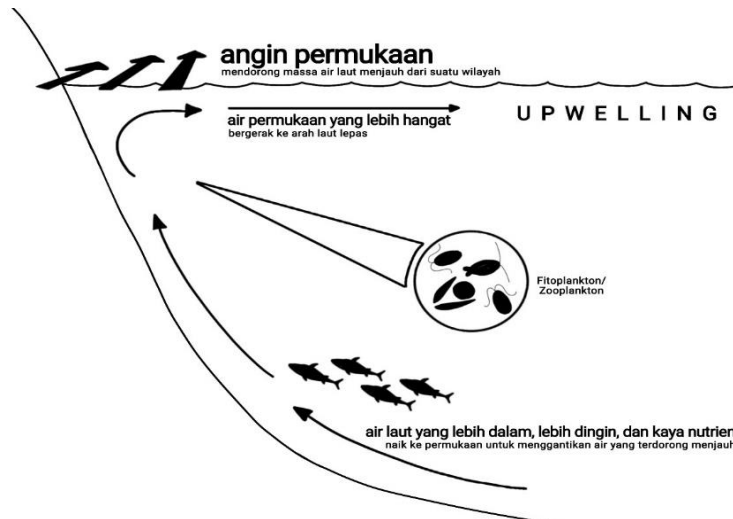 angin permukaan
mendorong massa air laut menjauh dari suatu wilayah
air permukaan yang lebih hangat
bergerak ke arah laut lepas
UPWELLING
Fitoplankton/
Zooplankton
air laut yang lebih dalam, lebih dingin, dan kaya nutrien
naik ke permukaan untuk menggantikan air yang terdorong menjauh